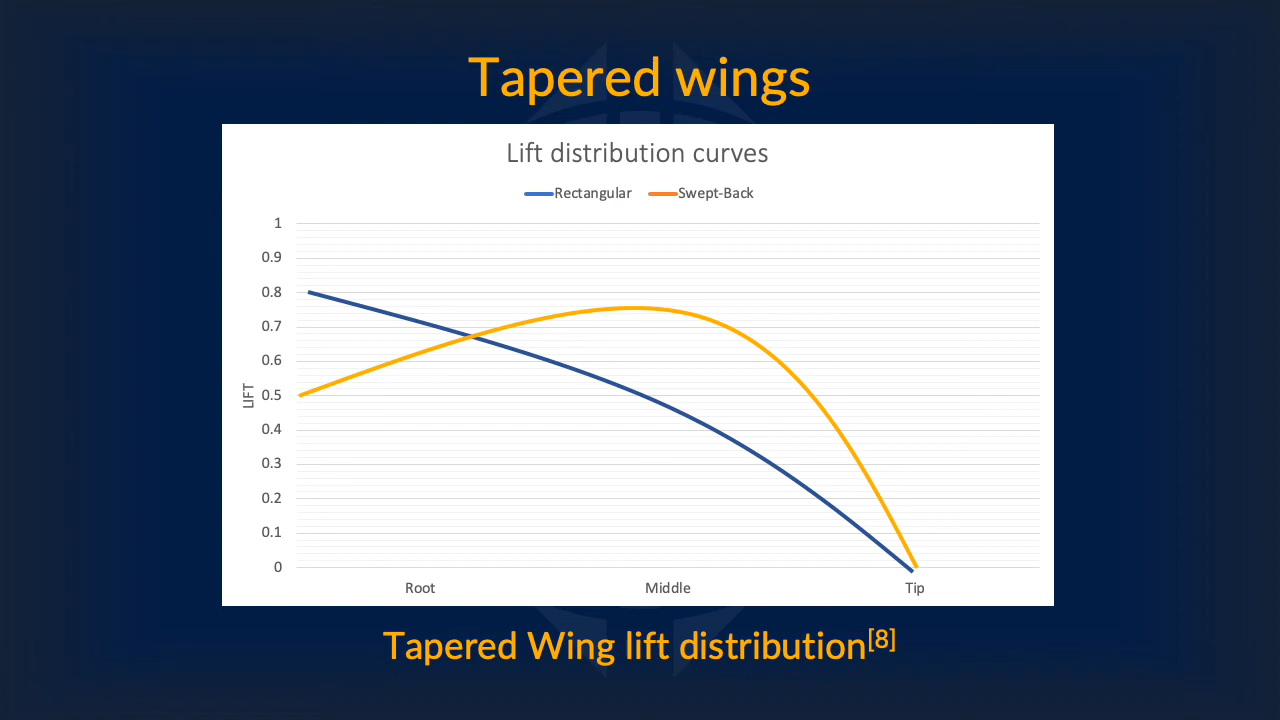 Tapered wings
Lift distribution curves
Rectangular Swept-Back
1
0.9
0.8
0.7
0.6
0.5
0.4
0.3
0.2
0.1
0
LIFT
Root Middle Tip
Tapered Wing lift distribution[8]